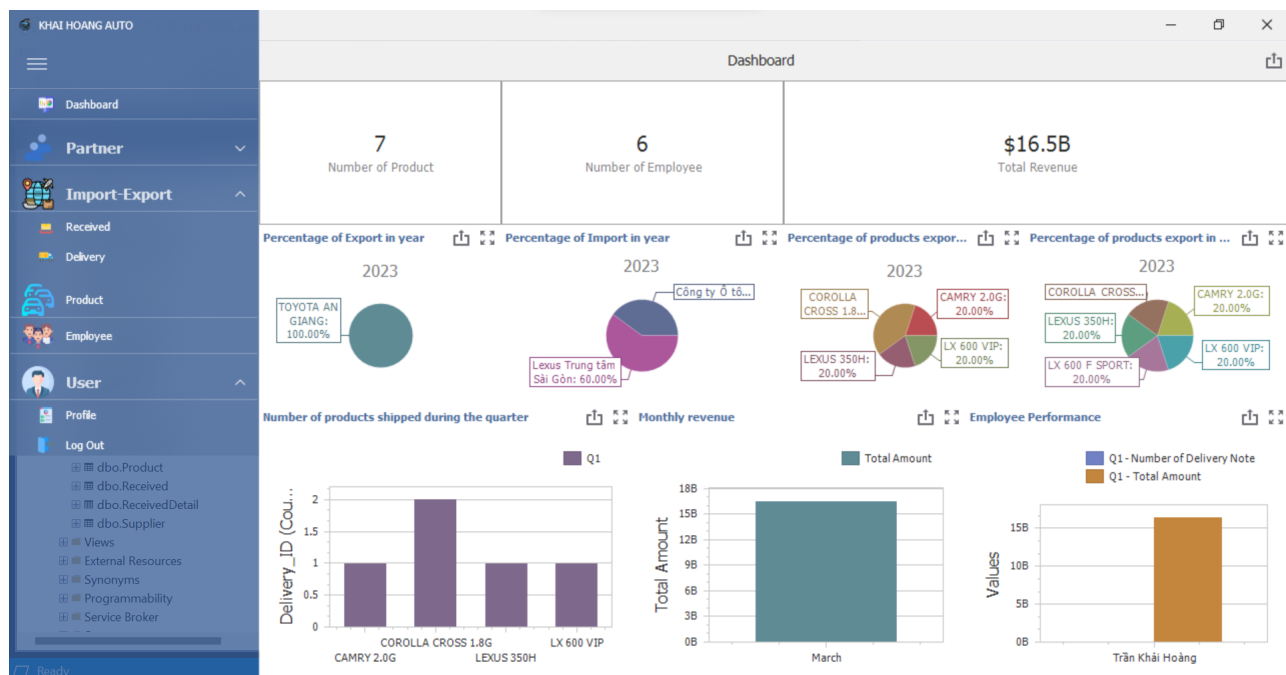 KHAI HOANG AUTO
Dashboard
Dashboard
Partner
Import-Export
Received
Delivery
Product
Employee
User
Profile
Log Out
dbo.Product
dbo.Received
dbo.ReceivedDetail
dbo.Supplier
Views
External Resources
Synonyms
Programmability
Service Broker
Ready
7
Number of Product
6
Number of Employee
$16.5B
Total Revenue
Percentage of Export in year
2023
TOYOTA AN
GIANG:
100.00%
Percentage of Import in year
2023
Công ty Ô tô...
Lexus Trung tâm
Sài Gòn: 60.00%
Percentage of products expor...
2023
COROLLA
CROSS 1.8...
CAMRY 2.0G:
20.00%
LEXUS 350H:
20.00%
LX 600 VIP:
20.00%
Percentage of products export in ...
2023
COROLLA CROSS...
CAMRY 2.0G:
20.00%
LEXUS 350H:
20.00%
LX 600 VIP:
20.00%
LX 600 F SPORT:
20.00%
Number of products shipped during the quarter
Q1
Delivery_ID (Cou...
2
1.5
1
0.5
0
COROLLA CROSS 1.8G
LX 600 VIP
CAMRY 2.0G
LEXUS 350H
Monthly revenue
Total Amount
Total Amount
18B
15B
12B
9B
6B
3B
0B
March
Employee Performance
Q1 - Number of Delivery Note
Q1 - Total Amount
Values
15B
10B
5B
0B
Trần Khải Hoàng